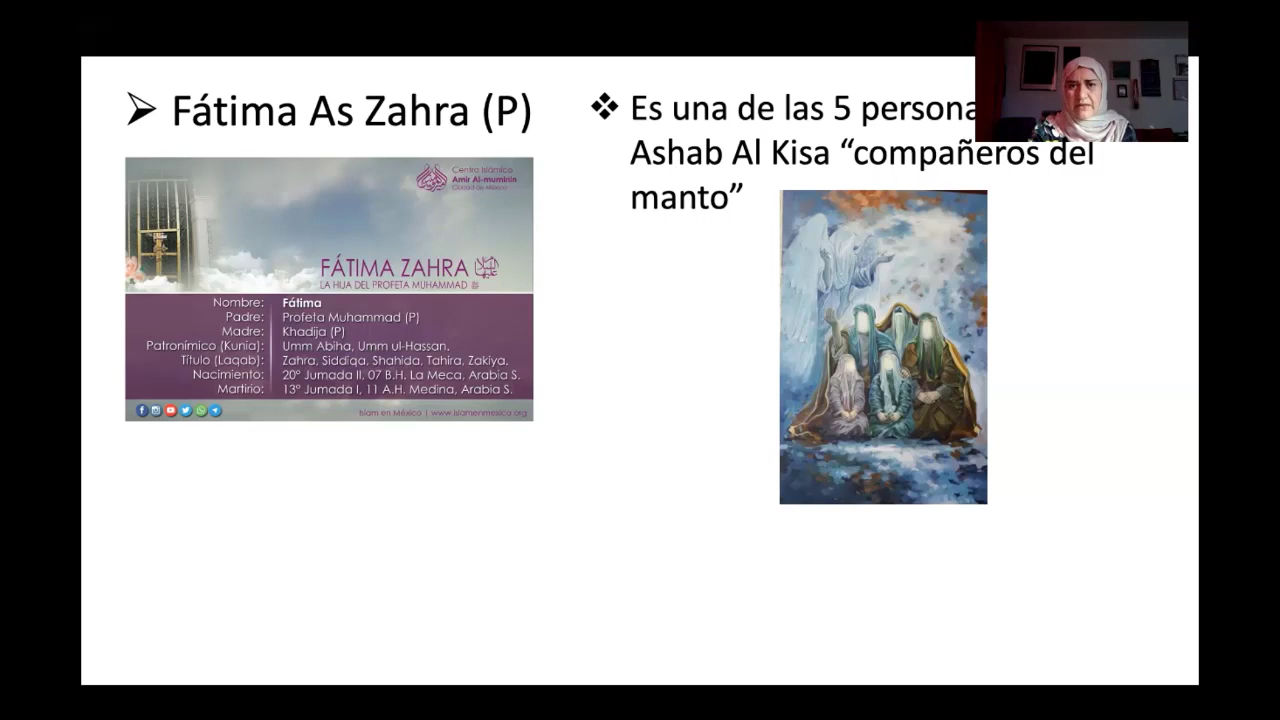 Fátima As Zahra (P)
Centro Islámico
Amir Al-muminin
Ciudad de México
FÁTIMA ZAHRA
LA HIJA DEL PROFETA MUHAMMAD
Nombre: Fátima
Padre: Profeta Muhammad (P)
Madre: Khadija (P)
Patronímico (Kunia): Umm Abiha, Umm ul-Hassan.
Título (Laqab): Zahra, Siddiqa, Shahida, Tahira, Zakiya.
Nacimiento: 20º Jumada II, 07 B.H. La Meca, Arabia S.
Martirio: 13º Jumada I, 11 A.H. Medina, Arabia S.
Islam en México | www.islamenmexico.org
Es una de las 5 persona
Ashab Al Kisa “compañeros del
manto”